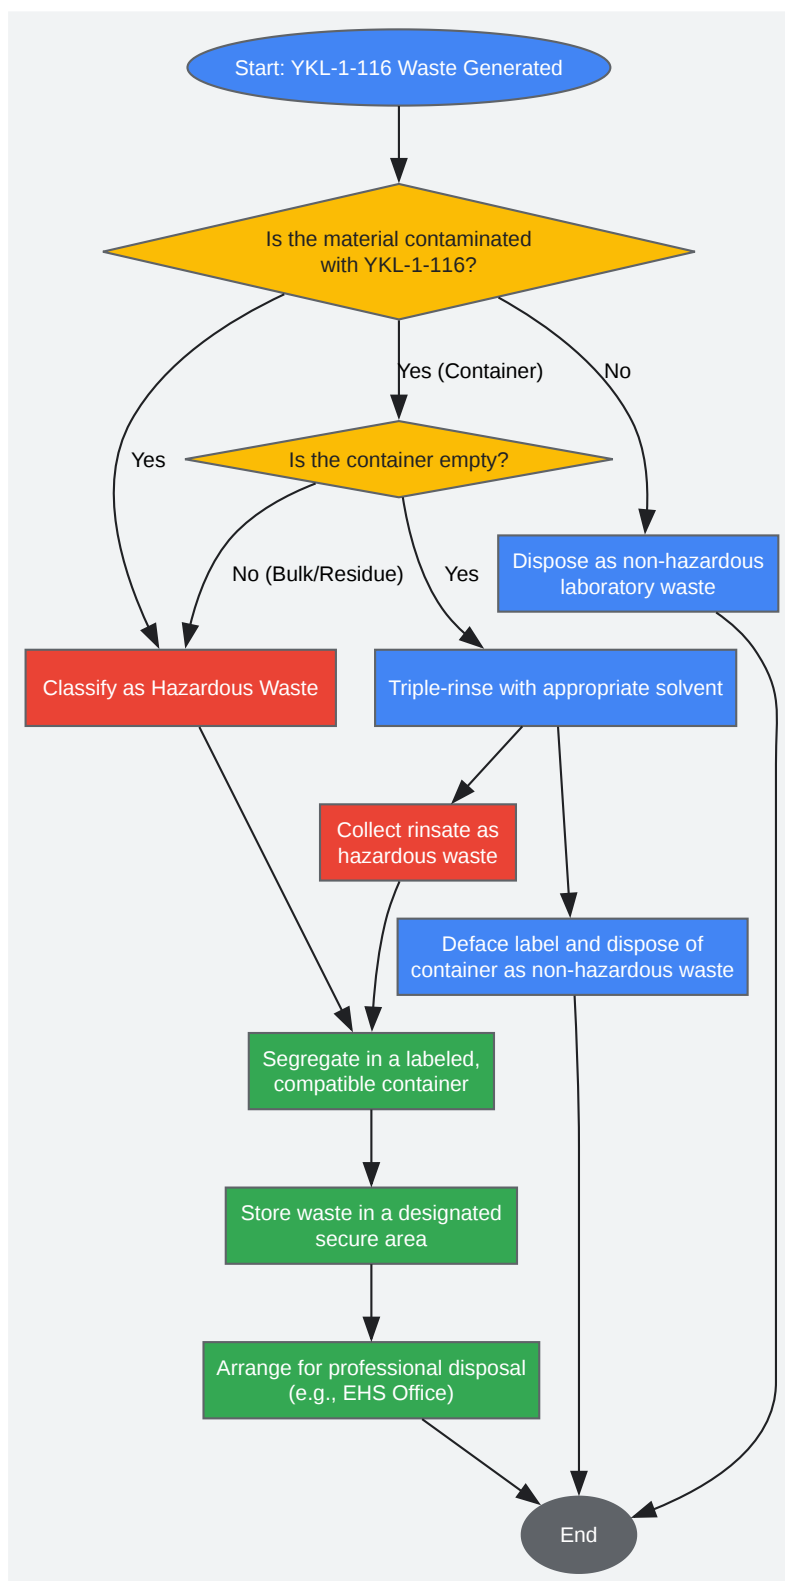 Start: YKL-1-116 Waste Generated
Is the material contaminated
with YKL-1-116?
Yes (Container)
No
Yes
Is the container empty?
No (Bulk/Residue)
Yes
Dispose as non-hazardous
laboratory waste
Classify as Hazardous Waste
Triple-rinse with appropriate solvent
Collect rinsate as
hazardous waste
Deface label and dispose of
container as non-hazardous waste
Segregate in a labeled,
compatible container
Store waste in a designated
secure area
Arrange for professional disposal
(e.g., EHS Office)
End